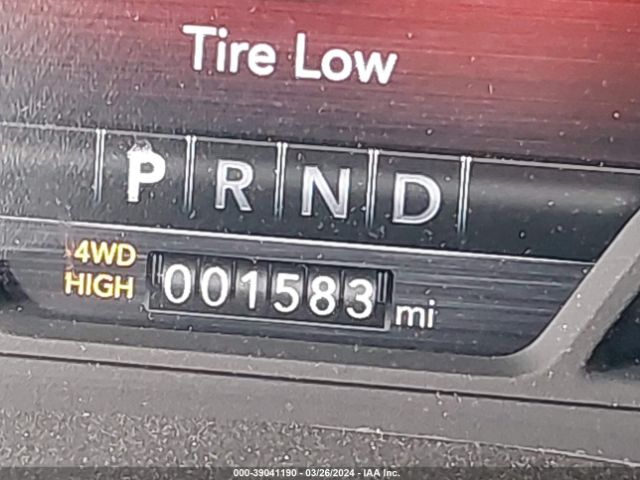 Tire Low
P R N D
4WD
HIGH 001583 mi
000-39041190 - 03/26/2024 - IAA Inc.